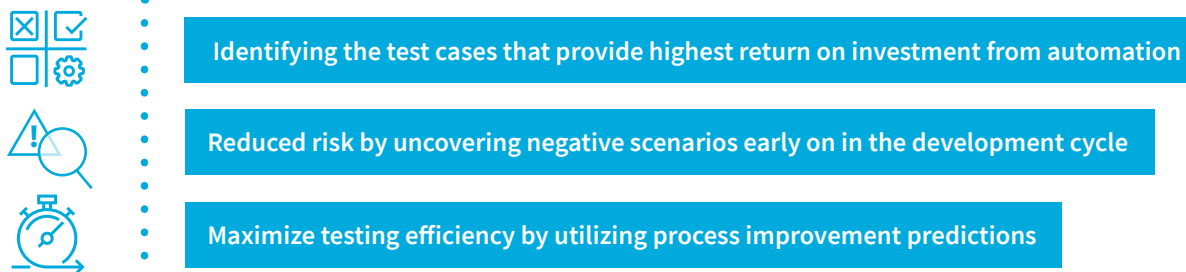 Identifying the test cases that provide highest return on investment from automation
Reduced risk by uncovering negative scenarios early on in the development cycle
Maximize testing efficiency by utilizing process improvement predictions